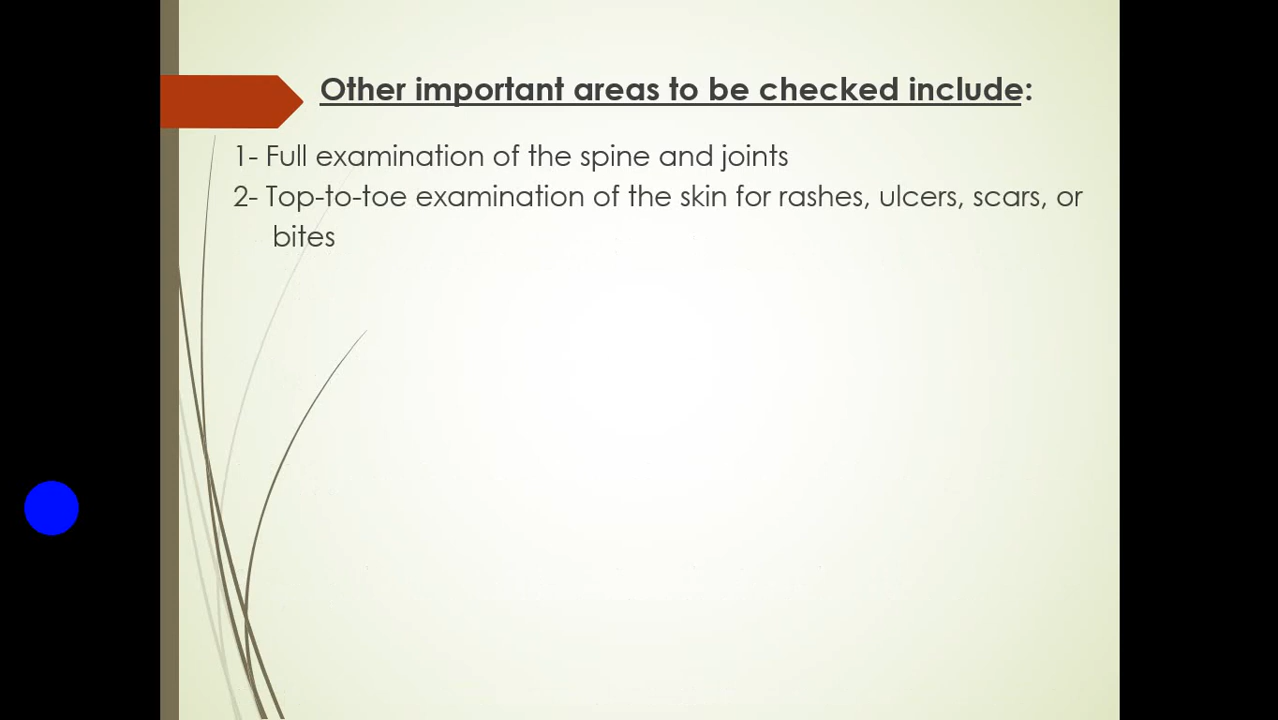 Other important areas to be checked include:
1- Full examination of the spine and joints
2- Top-to-toe examination of the skin for rashes, ulcers, scars, or
bites